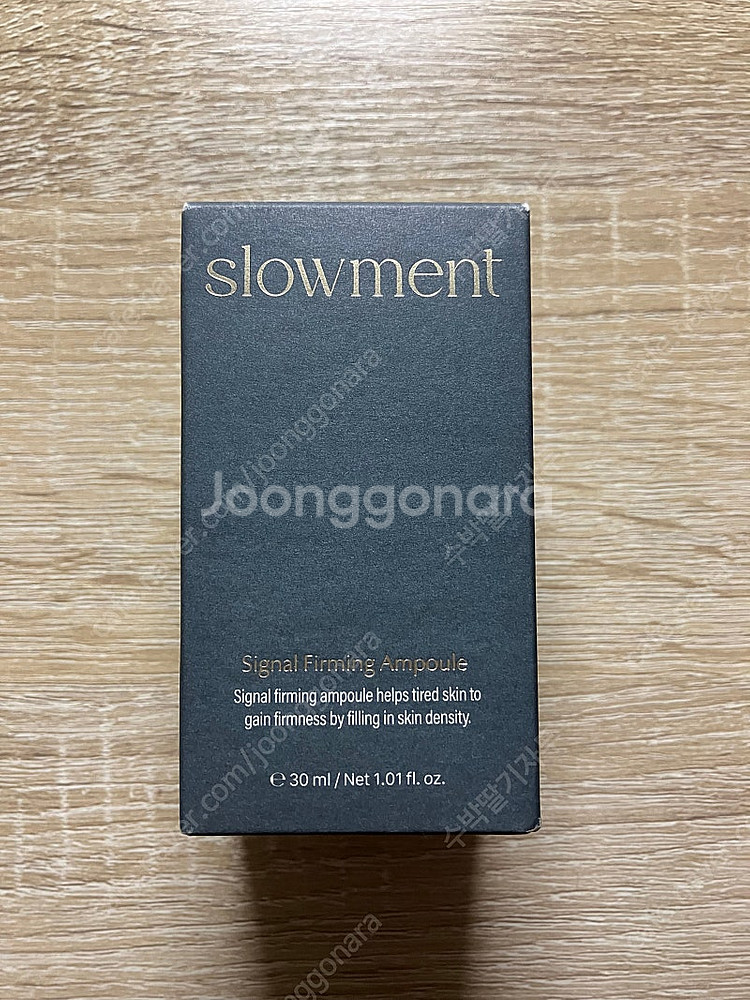 slowment
Joonggonara
Signal Firming Ampoule
Signal firming ampoule helps tired skin to
gain firmness by filling in skin density.
℮ 30 ml / Net 1.01 fl. oz.